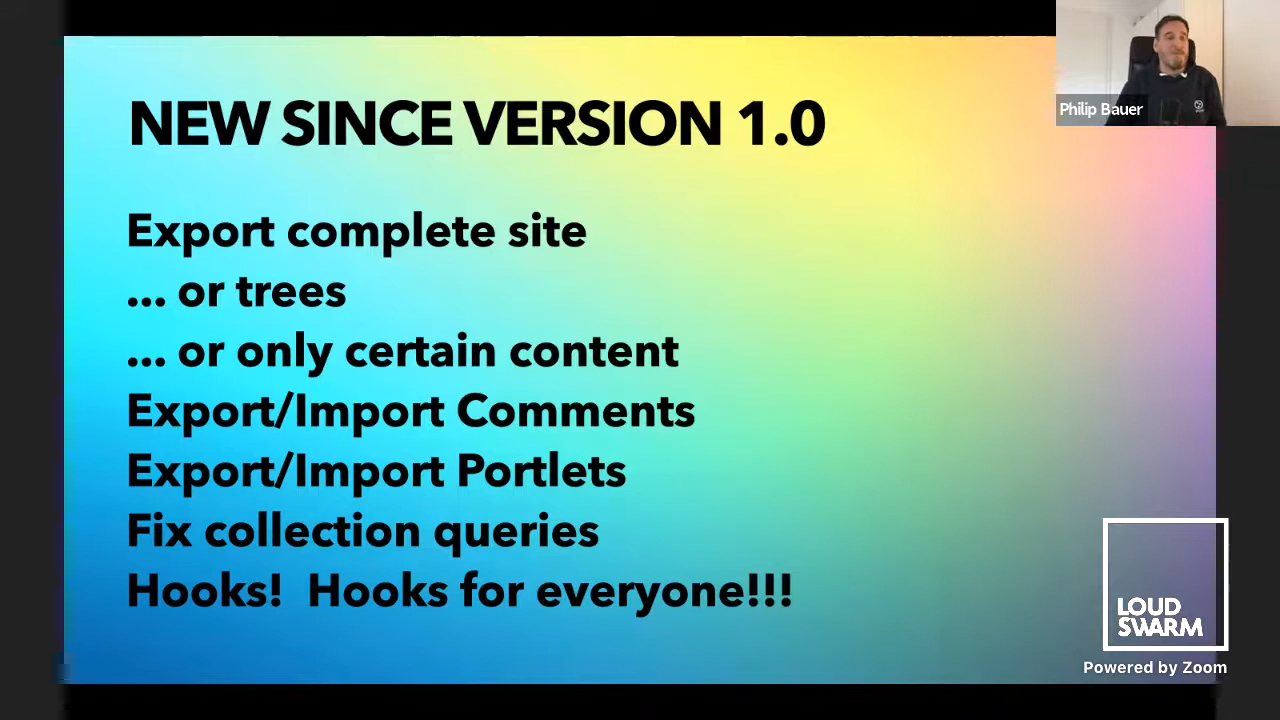 NEW SINCE VERSION 1.0
Export complete site
... or trees
... or only certain content
Export/Import Comments
Export/Import Portlets
Fix collection queries
Hooks!  Hooks for everyone!!!
Philip Bauer
LOUD
SWARM
Powered by Zoom